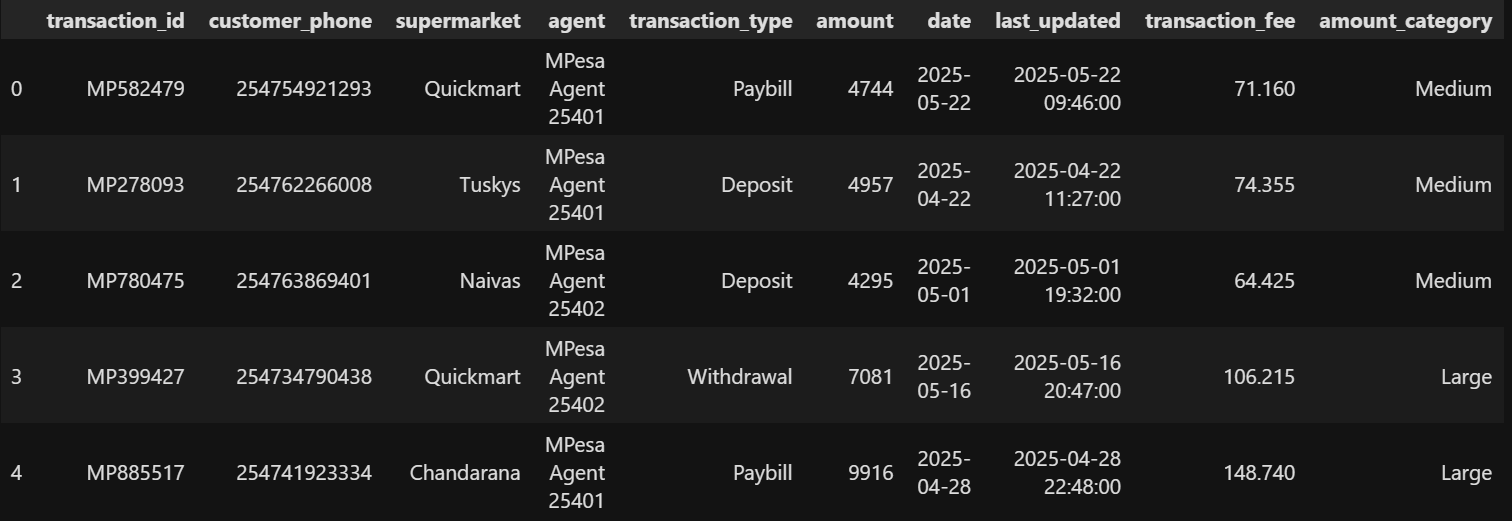 transaction_id customer_phone supermarket agent transaction_type amount date last_updated transaction_fee amount_category
0 MP582479 254754921293 Quickmart MPesa Agent 25401 Paybill 4744 2025-05-22 2025-05-22 09:46:00 71.160 Medium
1 MP278093 254762266008 Tuskys MPesa Agent 25401 Deposit 4957 2025-04-22 2025-04-22 11:27:00 74.355 Medium
2 MP780475 254763869401 Naivas MPesa Agent 25402 Deposit 4295 2025-05-01 2025-05-01 19:32:00 64.425 Medium
3 MP399427 254734790438 Quickmart MPesa Agent 25402 Withdrawal 7081 2025-05-16 2025-05-16 20:47:00 106.215 Large
4 MP885517 254741923334 Chandarana MPesa Agent 25401 Paybill 9916 2025-04-28 2025-04-28 22:48:00 148.740 Large